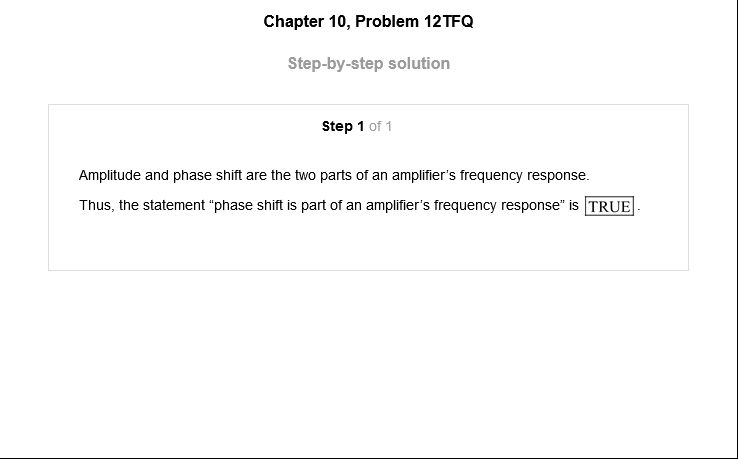 Chapter 10, Problem 12TFQ
Step-by-step solution
Step 1 of 1
Amplitude and phase shift are the two parts of an amplifier's frequency response.
Thus, the statement “phase shift is part of an amplifier's frequency response” is TRUE .